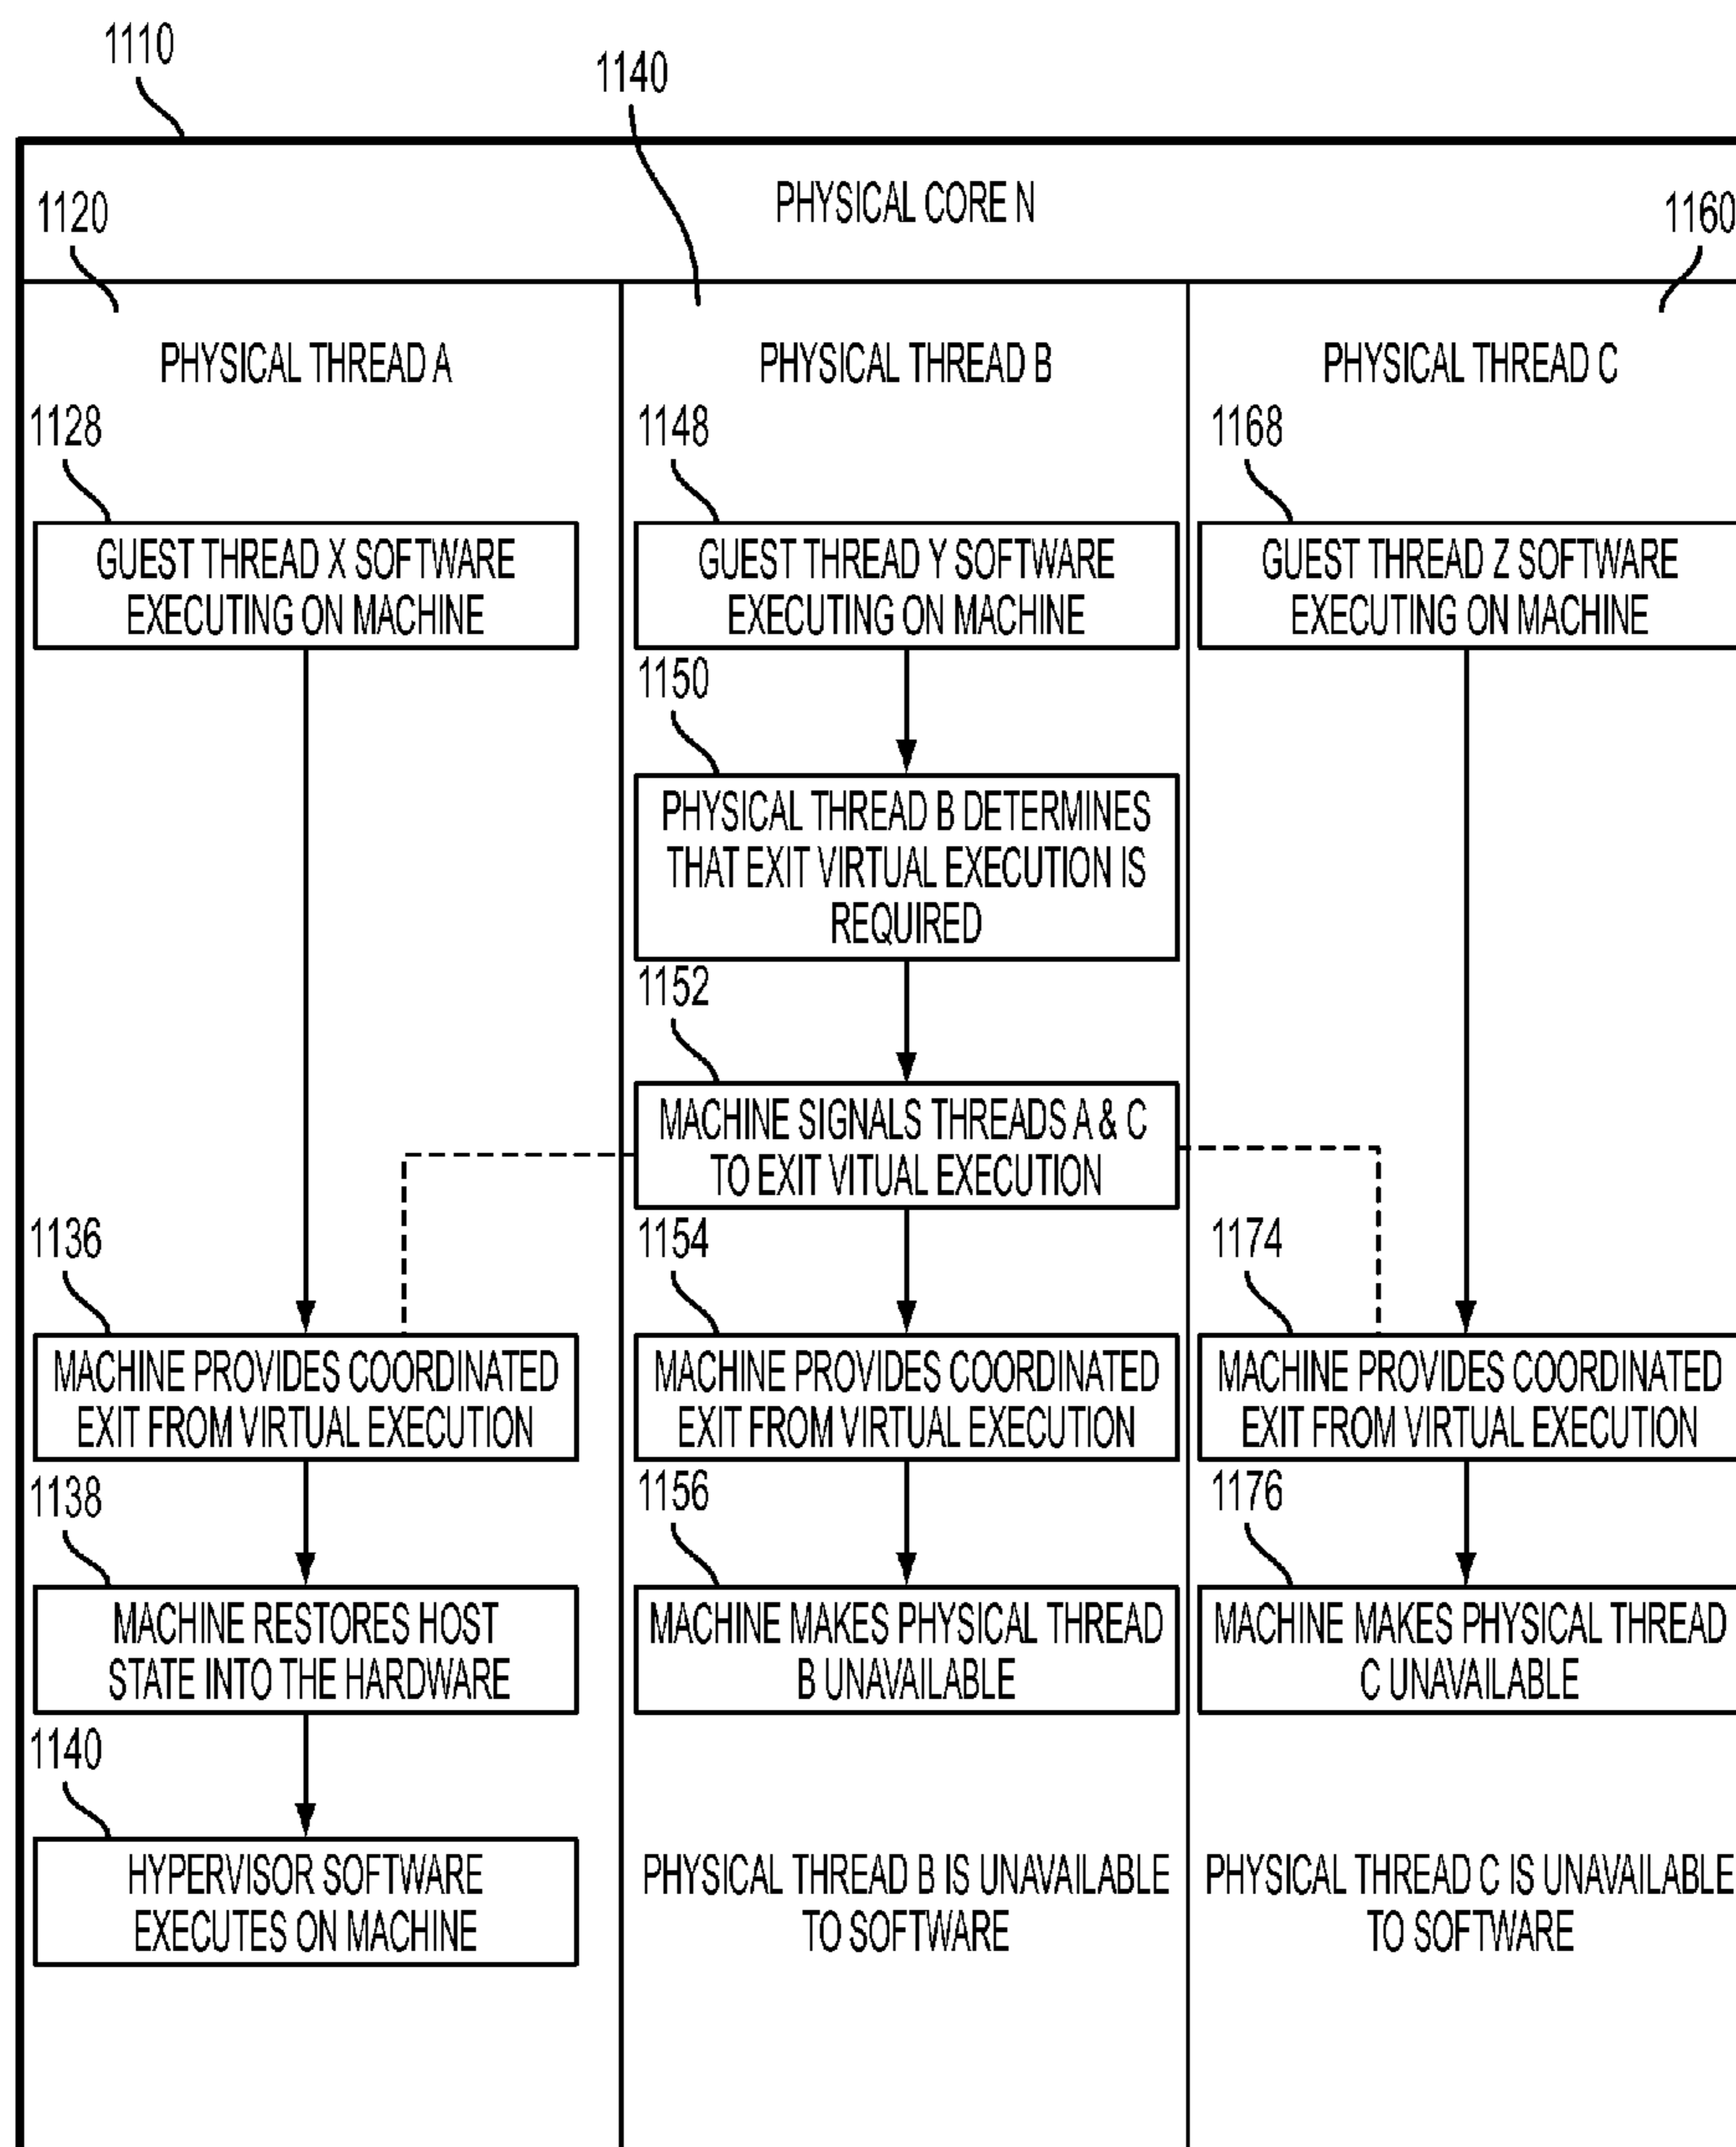 1110
1140
PHYSICAL CORE N
1120
1160
PHYSICAL THREAD A
PHYSICAL THREAD B
PHYSICAL THREAD C
1128
1148
1168
GUEST THREAD X SOFTWARE
EXECUTING ON MACHINE
GUEST THREAD Y SOFTWARE
EXECUTING ON MACHINE
GUEST THREAD Z SOFTWARE
EXECUTING ON MACHINE
1150
PHYSICAL THREAD B DETERMINES
THAT EXIT VIRTUAL EXECUTION IS
REQUIRED
1152
MACHINE SIGNALS THREADS A & C
TO EXIT VITUAL EXECUTION
1136
1154
1174
MACHINE PROVIDES COORDINATED
EXIT FROM VIRTUAL EXECUTION
MACHINE PROVIDES COORDINATED
EXIT FROM VIRTUAL EXECUTION
MACHINE PROVIDES COORDINATED
EXIT FROM VIRTUAL EXECUTION
1138
1156
1176
MACHINE RESTORES HOST
STATE INTO THE HARDWARE
MACHINE MAKES PHYSICAL THREAD
B UNAVAILABLE
MACHINE MAKES PHYSICAL THREAD
C UNAVAILABLE
1140
HYPERVISOR SOFTWARE
EXECUTES ON MACHINE
PHYSICAL THREAD B IS UNAVAILABLE
TO SOFTWARE
PHYSICAL THREAD C IS UNAVAILABLE
TO SOFTWARE